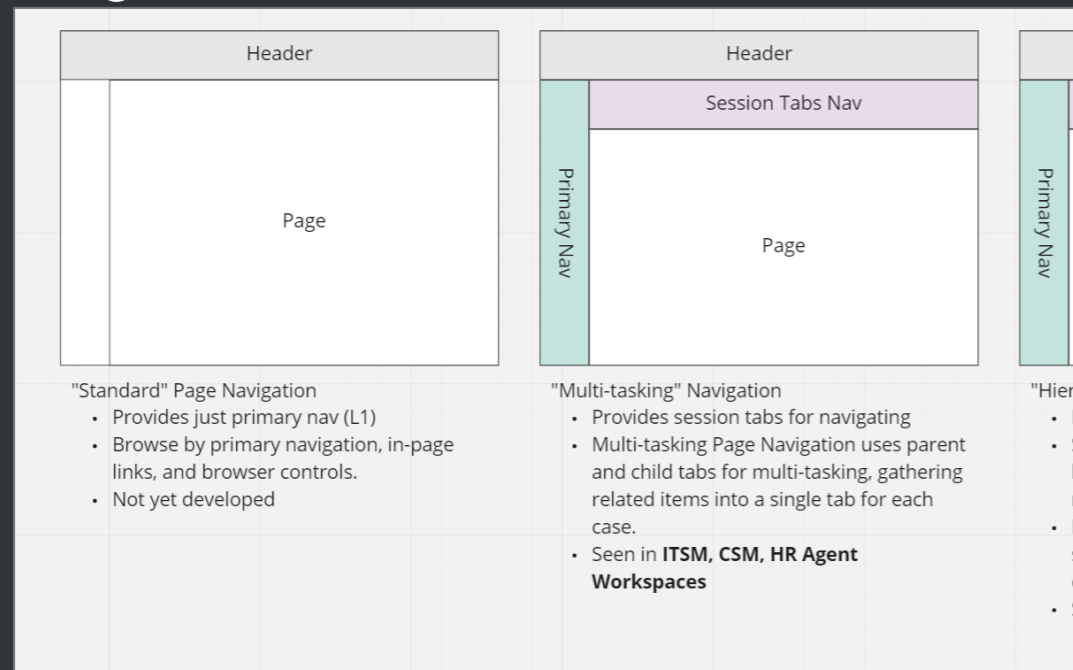 Header
Page
"Standard" Page Navigation
• Provides just primary nav (L1)
• Browse by primary navigation, in-page
links, and browser controls.
• Not yet developed
Header
Session Tabs Nav
Primary Nav
Page
"Multi-tasking" Navigation
• Provides session tabs for navigating
• Multi-tasking Page Navigation uses parent
and child tabs for multi-tasking, gathering
related items into a single tab for each
case.
• Seen in ITSM, CSM, HR Agent
Workspaces
Primary Nav